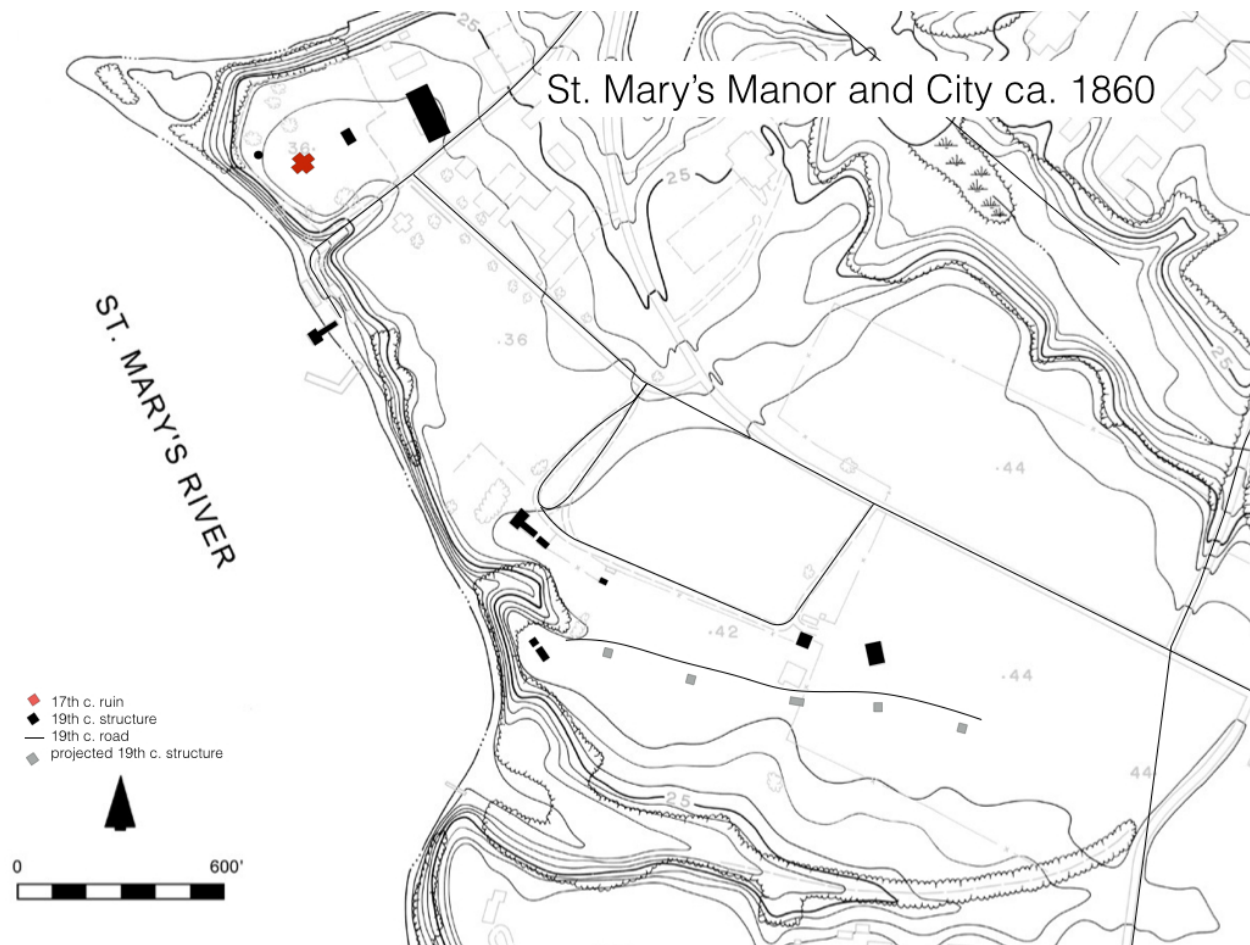 25
St. Mary's Manor and City ca. 1860
36
25
ST. MARY'S RIVER
.36
25
.44
.42
.44
17th c. ruin
19th c. structure
19th c. road
projected 19th c. structure
44
25
0 600'